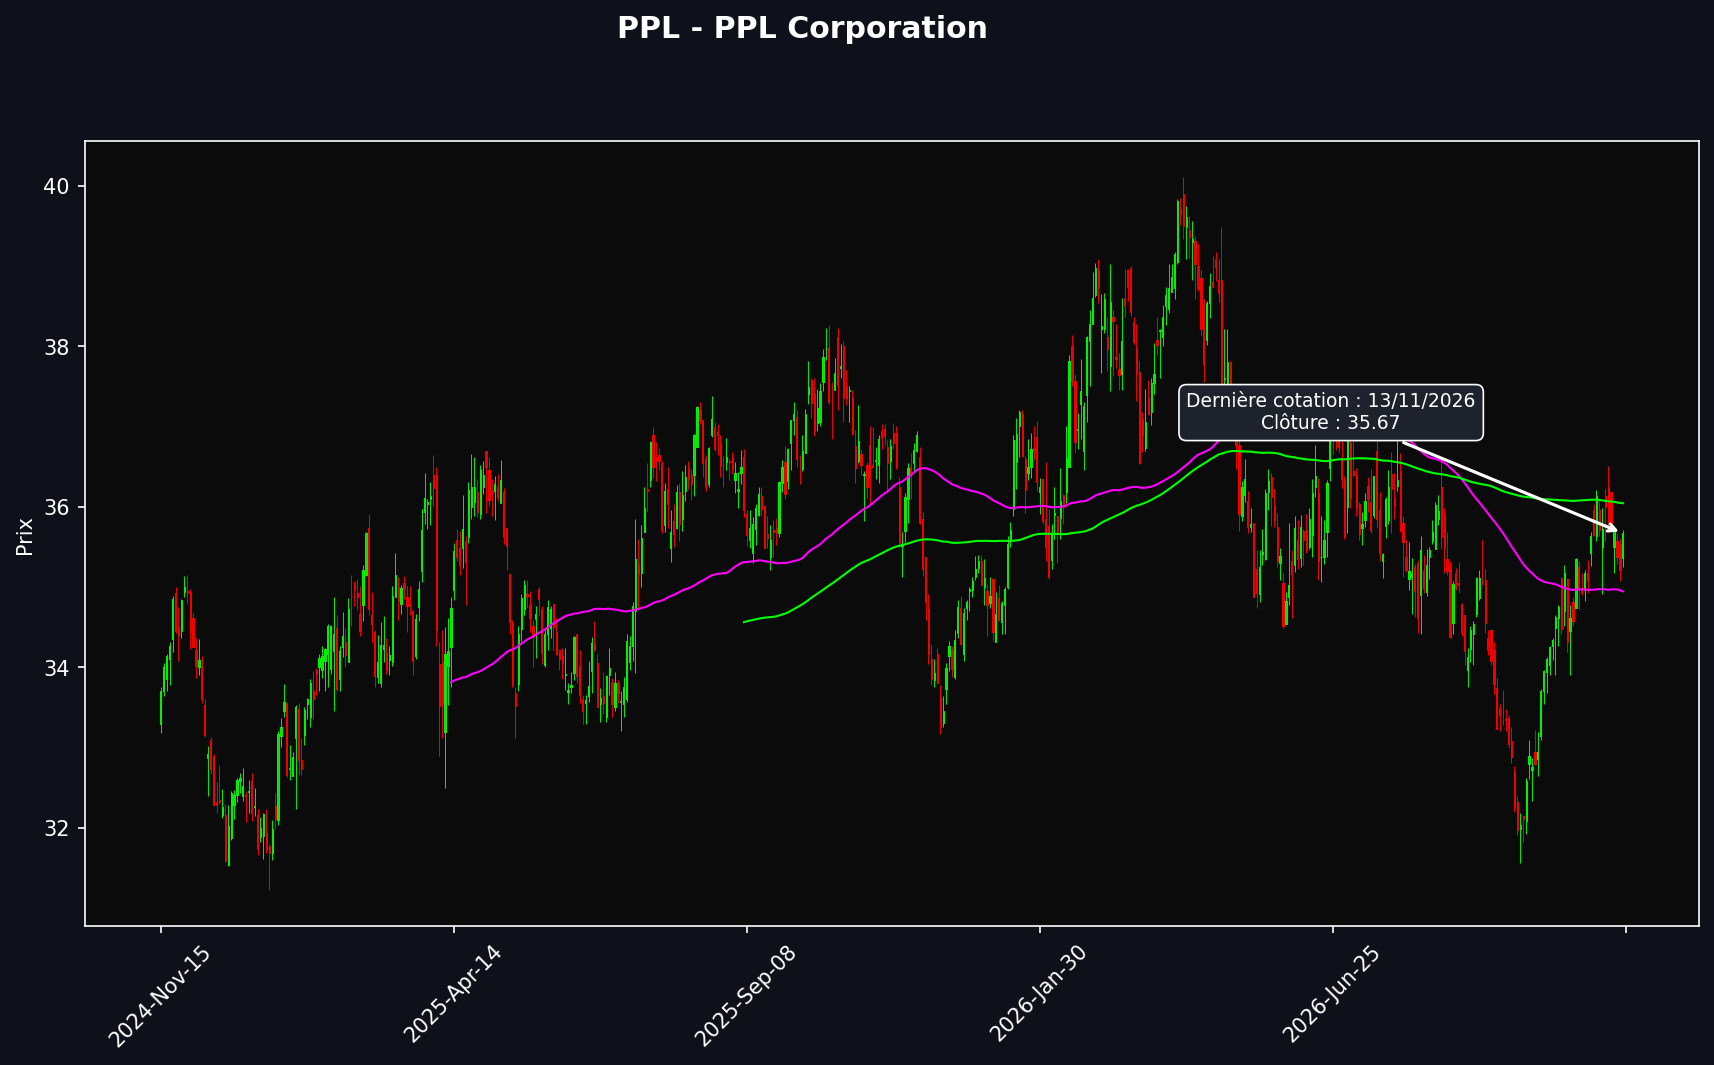 PPL - PPL Corporation
Prix
40
38
36
34
32
Dernière cotation : 13/11/2026
Clôture : 35.67
2024-Nov-15
2025-Apr-14
2025-Sep-08
2026-Jan-30
2026-Jun-25